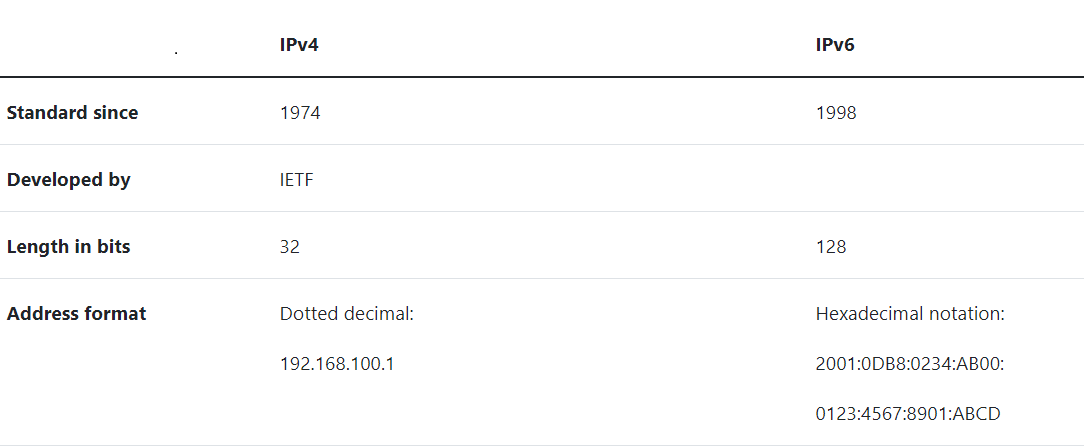 . IPv4 IPv6
Standard since 1974 1998
Developed by IETF
Length in bits 32 128
Address format Dotted decimal: Hexadecimal notation:
192.168.100.1 2001:0DB8:0234:AB00:
0123:4567:8901:ABCD